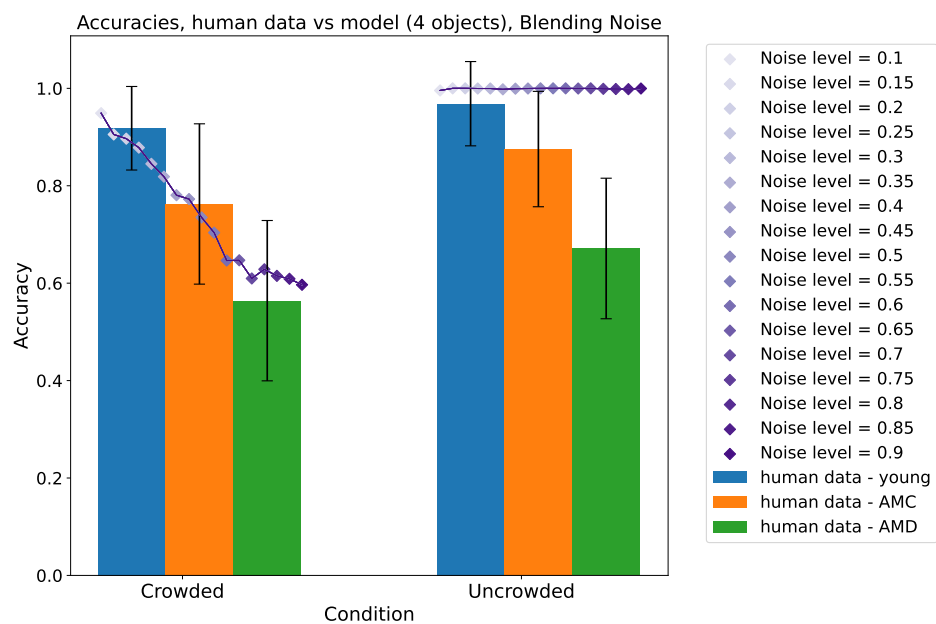 Accuracies, human data vs model (4 objects), Blending Noise
1.0
0.8
0.6
0.4
0.2
0.0
Accuracy
Crowded
Uncrowded
Condition
Noise level = 0.1
Noise level = 0.15
Noise level = 0.2
Noise level = 0.25
Noise level = 0.3
Noise level = 0.35
Noise level = 0.4
Noise level = 0.45
Noise level = 0.5
Noise level = 0.55
Noise level = 0.6
Noise level = 0.65
Noise level = 0.7
Noise level = 0.75
Noise level = 0.8
Noise level = 0.85
Noise level = 0.9
human data - young
human data - AMC
human data - AMD